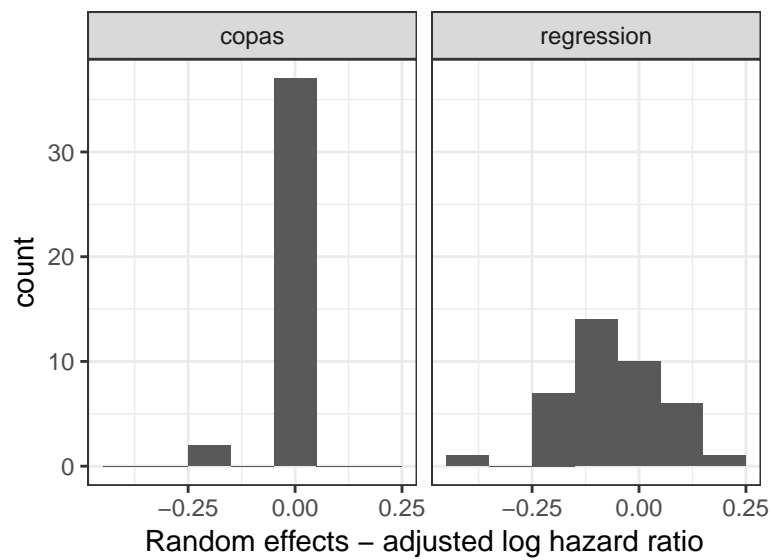 copas regression
30
20
10
0
count
−0.25 0.00 0.25 −0.25 0.00 0.25
Random effects − adjusted log hazard ratio